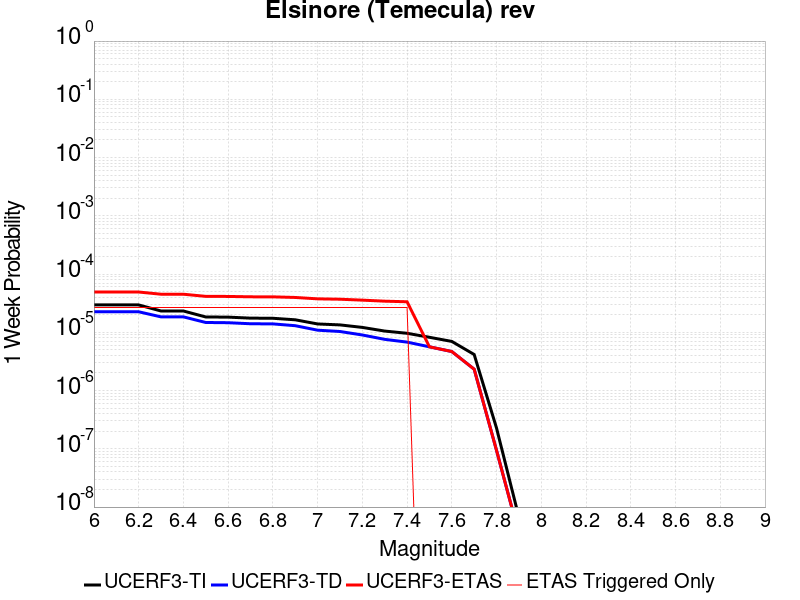 Elsinore (Temecula) rev
10^0
10^-1
10^-2
10^-3
10^-4
10^-5
10^-6
10^-7
10^-8
1 Week Probability
6 6.2 6.4 6.6 6.8 7 7.2 7.4 7.6 7.8 8 8.2 8.4 8.6 8.8 9
Magnitude
UCERF3-TI UCERF3-TD UCERF3-ETAS ETAS Triggered Only